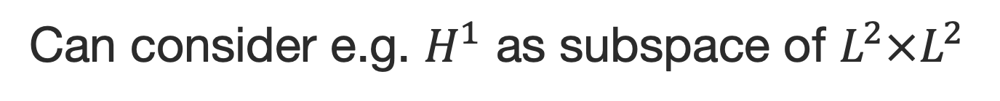 Can consider e.g. 𝐻¹ as subspace of 𝐿²×𝐿²